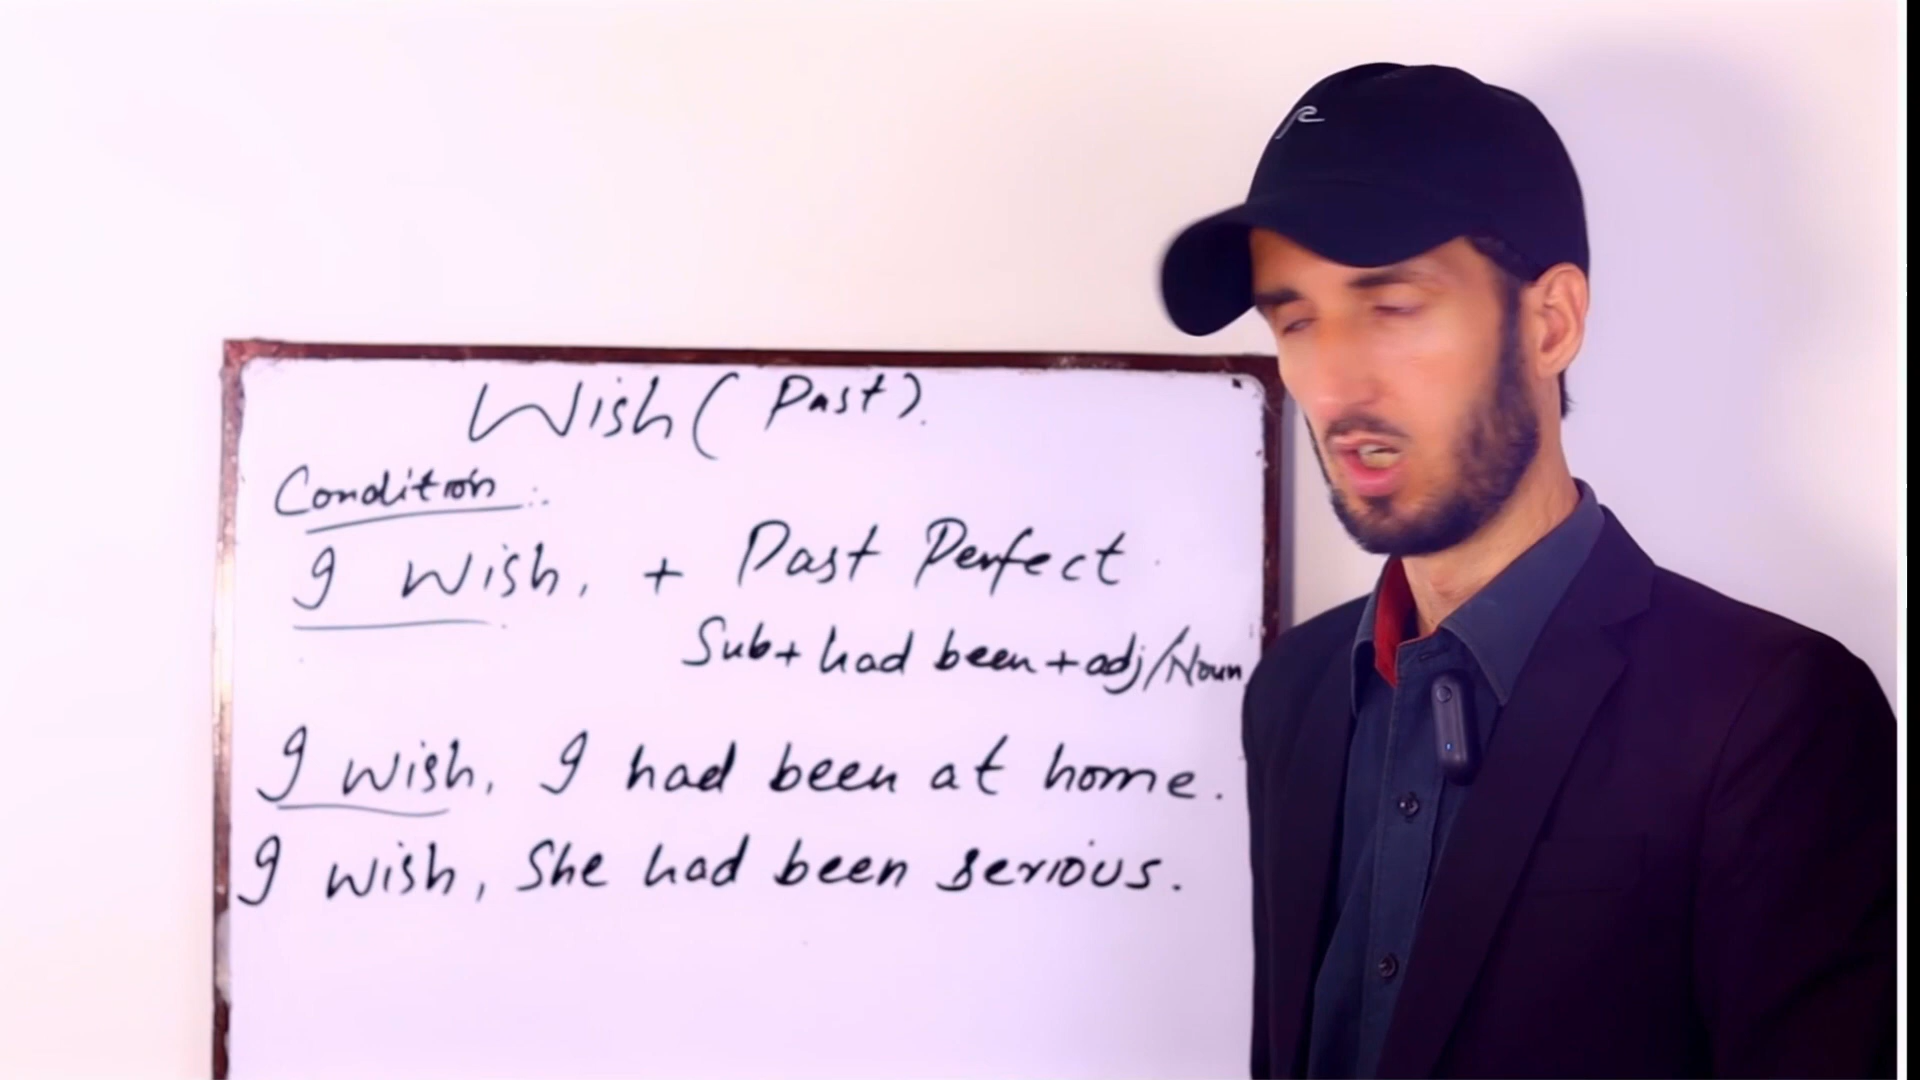 Wish (Past).
Condition:
I wish, + Past Perfect
Sub+ had been + adj/Noun
I wish, I had been at home.
I wish, She had been serious.